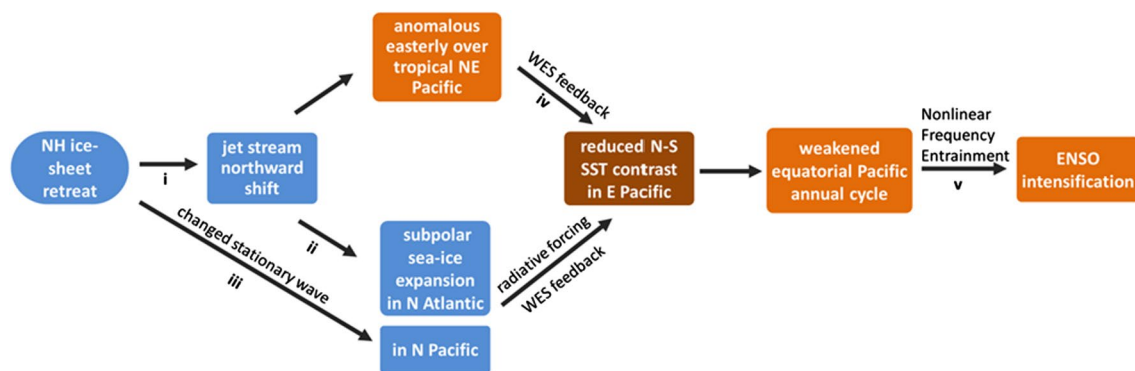 NH ice-
sheet
retreat
i
jet stream
northward
shift
anomalous
easterly over
tropical NE
Pacific
WES feedback
iv
ii
subpolar
sea-ice
expansion
in N Atlantic
changed stationary wave
iii
in N Pacific
radiative forcing
WES feedback
reduced N-S
SST contrast
in E Pacific
weakened
equatorial Pacific
annual cycle
Nonlinear
Frequency
Entrainment
v
ENSO
intensification